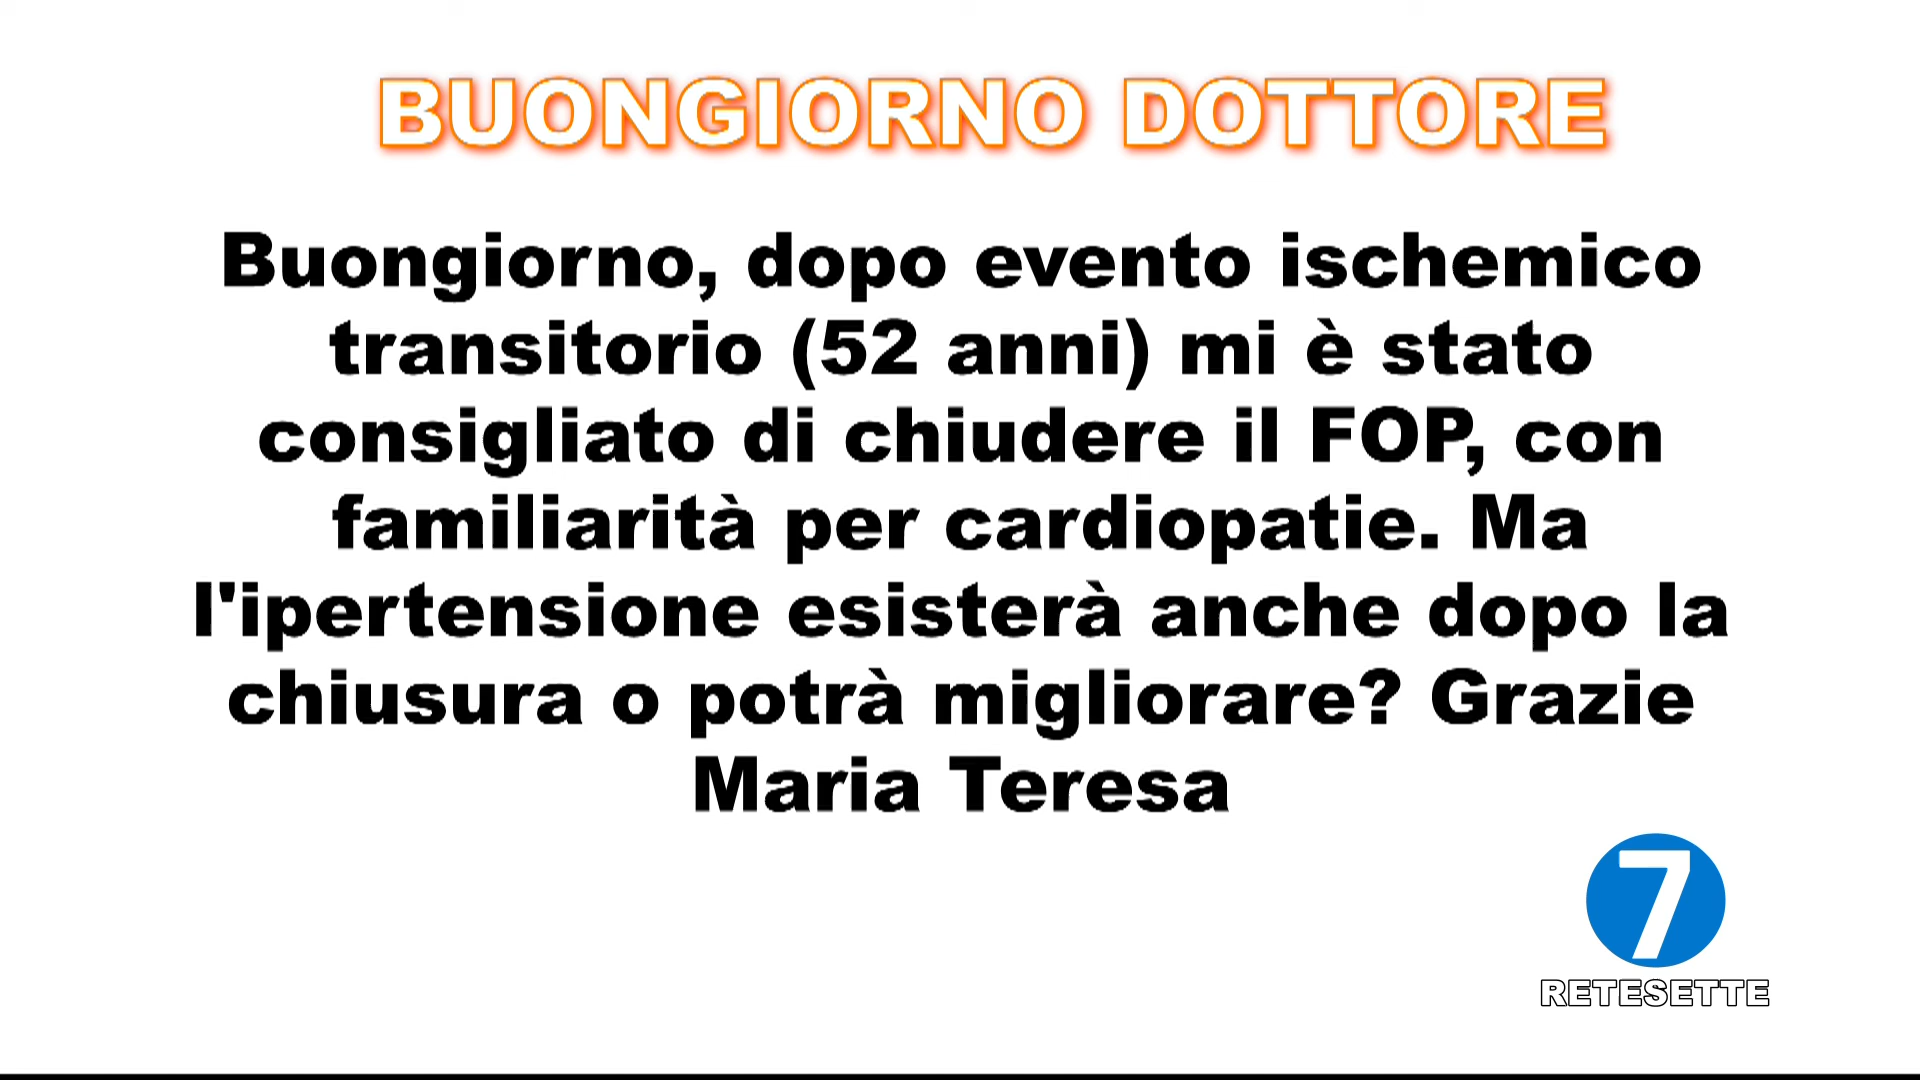 BUONGIORNO DOTTORE
Buongiorno, dopo evento ischemico
transitorio (52 anni) mi è stato
consigliato di chiudere il FOP, con
familiarità per cardiopatie. Ma
l'ipertensione esisterà anche dopo la
chiusura o potrà migliorare? Grazie
Maria Teresa
7
RETESETTE